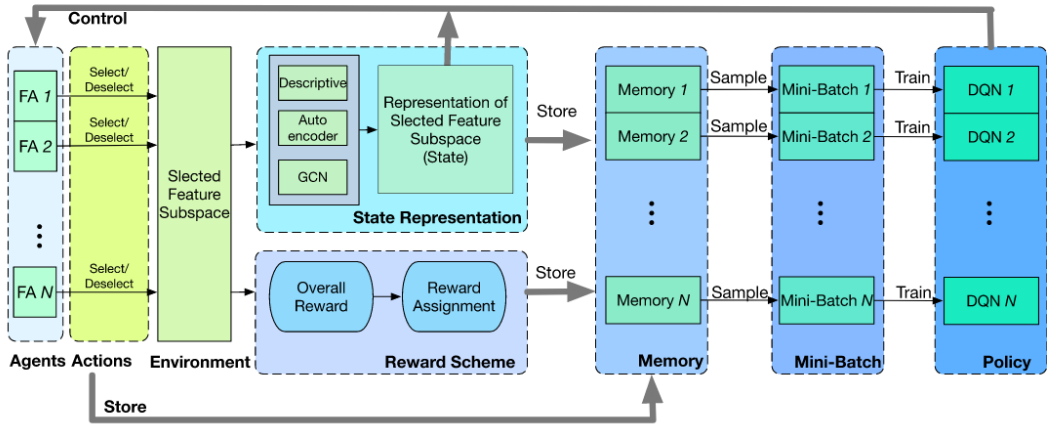 Control
FA 1
FA 2
FA N
Agents
Select/
Deselect
Select/
Deselect
Select/
Deselect
Actions
Slected
Feature
Subspace
Environment
Descriptive
Auto
encoder
GCN
Representation of
Slected Feature
Subspace
(State)
State Representation
Overall
Reward
Reward
Assignment
Reward Scheme
Store
Store
Store
Memory 1
Memory 2
Memory N
Memory
Sample
Sample
Sample
Mini-Batch 1
Mini-Batch 2
Mini-Batch N
Mini-Batch
Train
Train
Train
DQN 1
DQN 2
DQN N
Policy